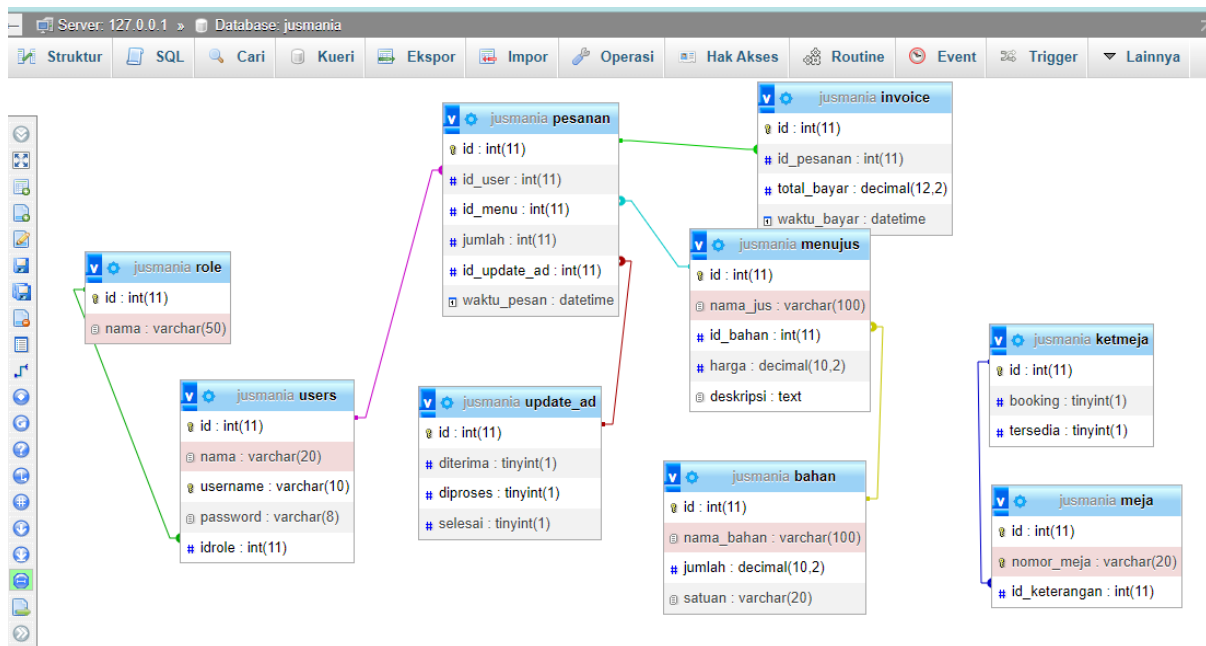 Server: 127.0.0.1 » Database: jusmania
Struktur SQL Cari Kueri Ekspor Impor Operasi Hak Akses Routine Event Trigger Lainnya
jusmania pesanan
id : int(11)
id_user : int(11)
id_menu : int(11)
jumlah : int(11)
id_update_ad : int(11)
waktu_pesan : datetime
jusmania invoice
id : int(11)
id_pesanan : int(11)
total_bayar : decimal(12,2)
waktu_bayar : datetime
jusmania role
id : int(11)
nama : varchar(50)
jusmania menujus
id : int(11)
nama_jus : varchar(100)
id_bahan : int(11)
harga : decimal(10,2)
deskripsi : text
jusmania ketmeja
id : int(11)
booking : tinyint(1)
tersedia : tinyint(1)
jusmania users
id : int(11)
nama : varchar(20)
username : varchar(10)
password : varchar(8)
idrole : int(11)
jusmania update_ad
id : int(11)
diterima : tinyint(1)
diproses : tinyint(1)
selesai : tinyint(1)
jusmania bahan
id : int(11)
nama_bahan : varchar(100)
jumlah : decimal(10,2)
satuan : varchar(20)
jusmania meja
id : int(11)
nomor_meja : varchar(20)
id_keterangan : int(11)